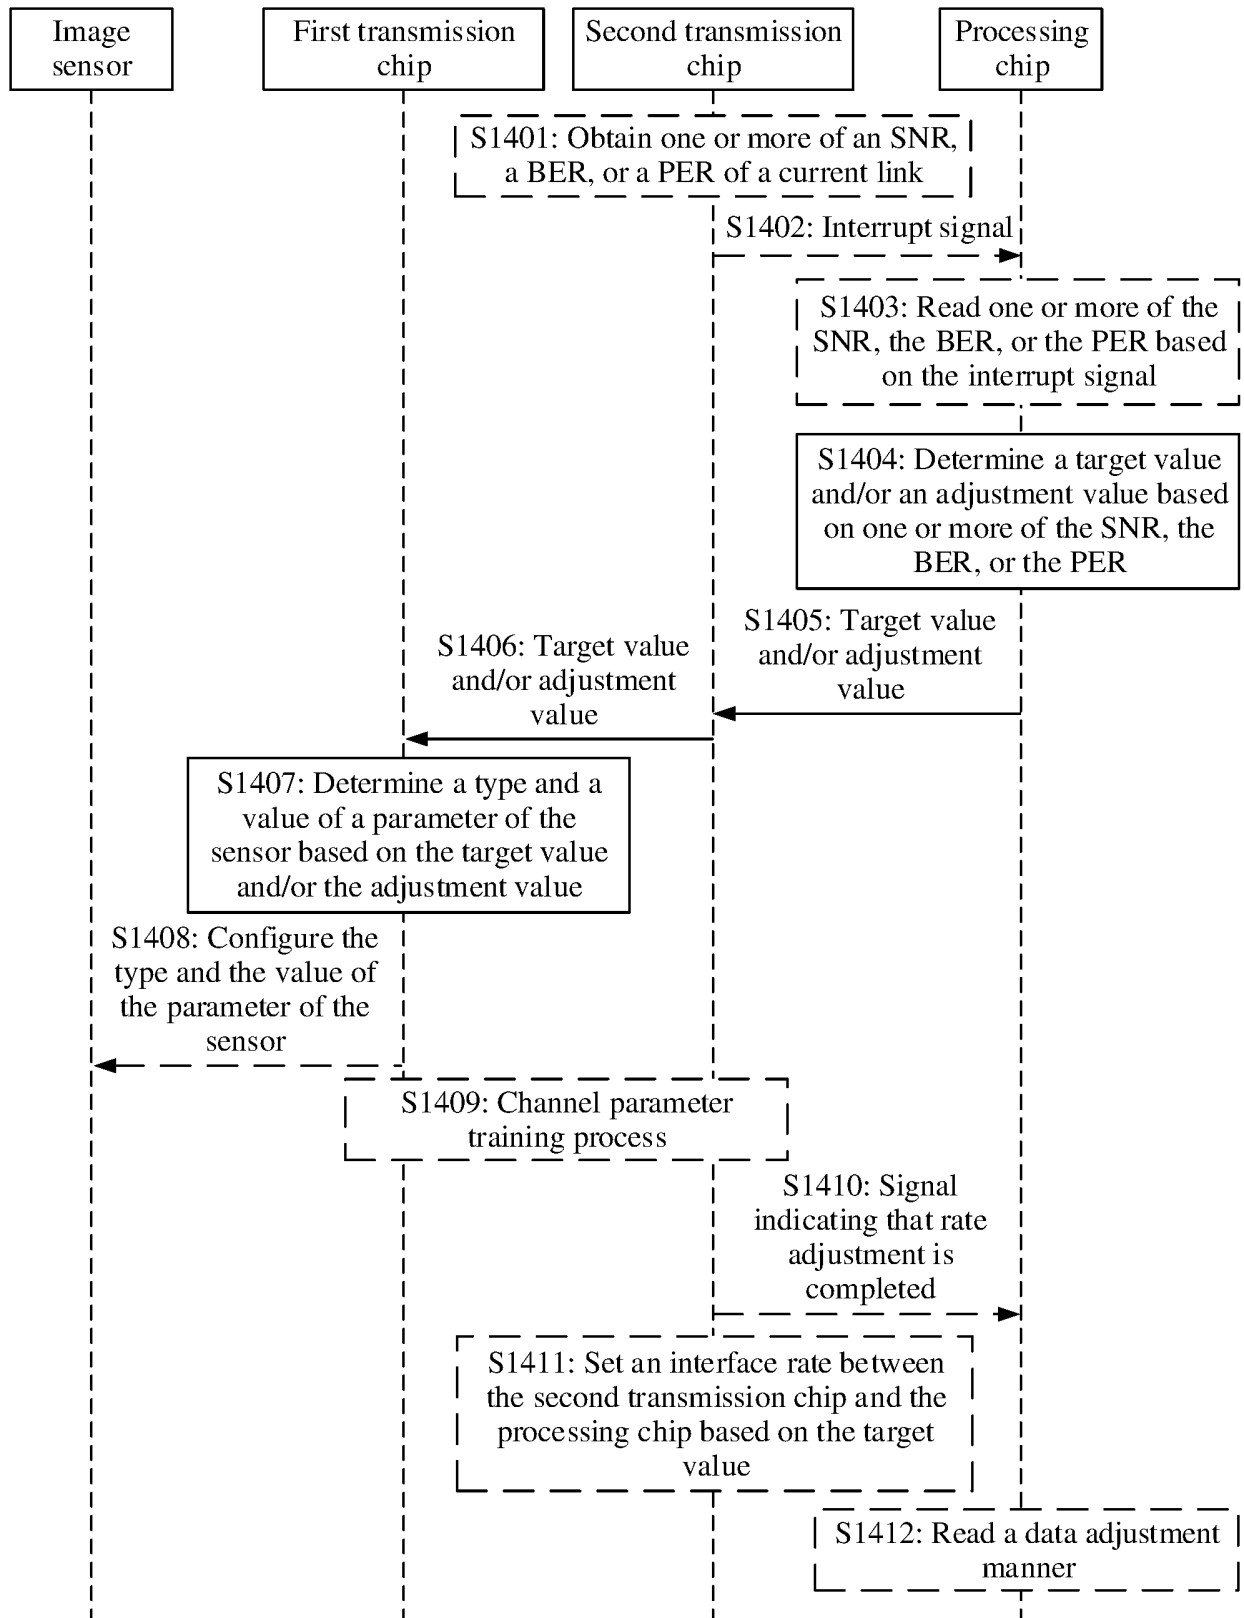 Image
sensor
First transmission
chip
Second transmission
chip
Processing
chip
S1401: Obtain one or more of an SNR,
a BER, or a PER of a current link
S1402: Interrupt signal
S1403: Read one or more of the
SNR, the BER, or the PER based
on the interrupt signal
S1404: Determine a target value
and/or an adjustment value based
on one or more of the SNR, the
BER, or the PER
S1405: Target value
and/or adjustment
value
S1406: Target value
and/or adjustment
value
S1407: Determine a type and a
value of a parameter of the
sensor based on the target value
and/or the adjustment value
S1408: Configure the
type and the value of
the parameter of the
sensor
S1409: Channel parameter
training process
S1410: Signal
indicating that rate
adjustment is
completed
S1411: Set an interface rate between
the second transmission chip and the
processing chip based on the target
value
S1412: Read a data adjustment
manner